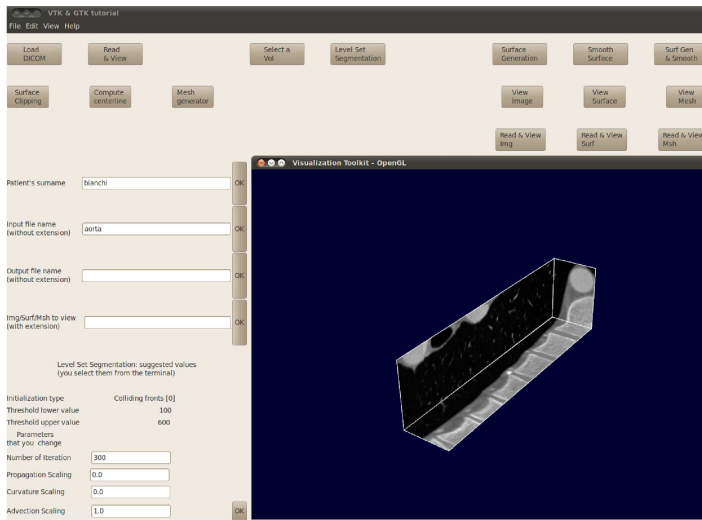 VTK & GTK tutorial
File Edit View Help
Load
DICOM
Read
& View
Select a
Vol
Level Set
Segmentation
Surface
Generation
Smooth
Surface
Surf Gen
& Smooth
Surface
Clipping
Compute
centerline
Mesh
generator
View
Image
View
Surface
View
Mesh
Read & View
Img
Read & View
Surf
Read & View
Msh
Visualization Toolkit - OpenGL
Patient's surname bianchi OK
Input file name
(without extension) aorta OK
Output file name
(without extension) OK
Img/Surf/Msh to view
(with extension) OK
Level Set Segmentation: suggested values
(you select them from the terminal)
Initialization type Colliding fronts [0]
Threshold lower value 100
Threshold upper value 600
Parameters
that you change
Number of Iteration 300
Propagation Scaling 0.0
Curvature Scaling 0.0
Advection Scaling 1.0 OK